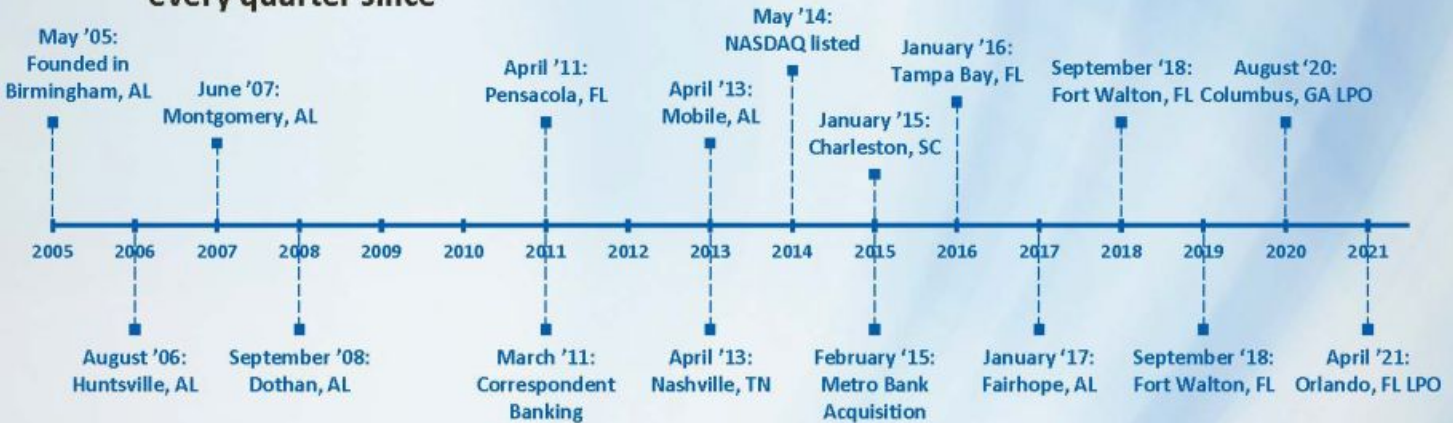 every quarter since
May '05:
Founded in
Birmingham, AL
June '07:
Montgomery, AL
April '11:
Pensacola, FL
April '13:
Mobile, AL
May '14:
NASDAQ listed
January '15:
Charleston, SC
January '16:
Tampa Bay, FL
September '18:
Fort Walton, FL
August ‘20:
Columbus, GA LPO
2005 2006 2007 2008 2009 2010 2011 2012 2013 2014 2015 2016 2017 2018 2019 2020 2021
August '06:
Huntsville, AL
September '08:
Dothan, AL
March '11:
Correspondent
Banking
April '13:
Nashville, TN
February ‘15:
Metro Bank
Acquisition
January ‘17:
Fairhope, AL
September '18:
Fort Walton, FL
April '21:
Orlando, FL LPO